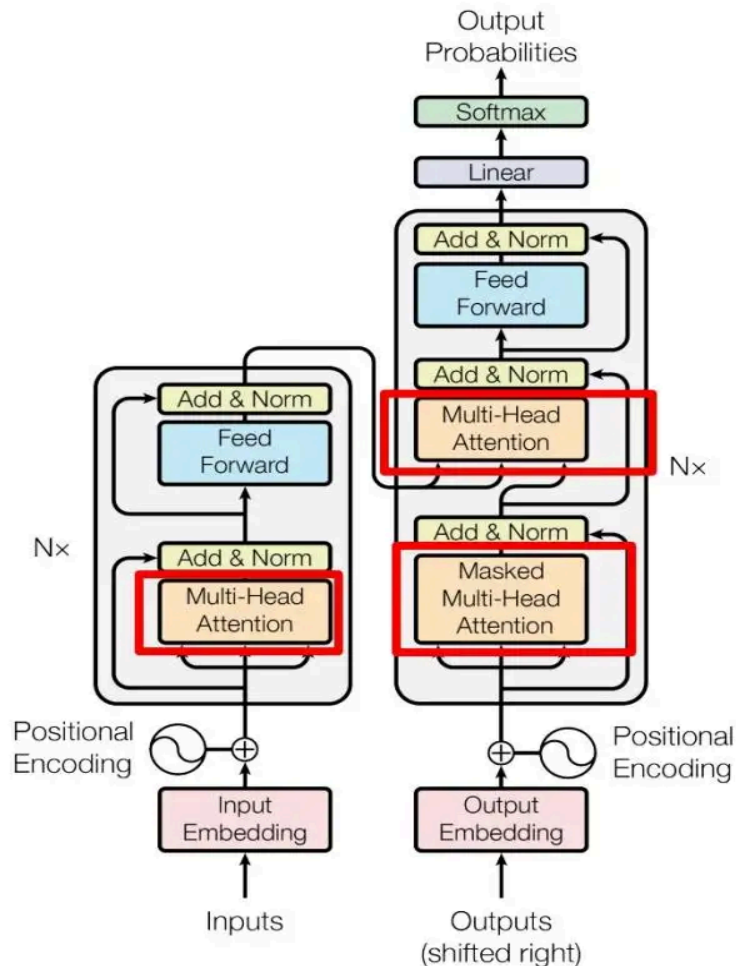 Output
Probabilities
Softmax
Linear
Add & Norm
Feed
Forward
Add & Norm
Multi-Head
Attention
Nx
Add & Norm
Masked
Multi-Head
Attention
Add & Norm
Feed
Forward
Nx
Add & Norm
Multi-Head
Attention
Positional
Encoding
Positional
Encoding
Input
Embedding
Output
Embedding
Inputs
Outputs
(shifted right)